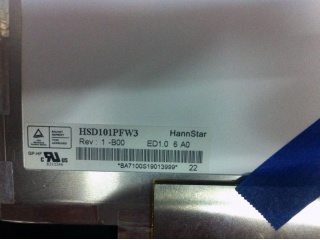 HSD101PFW3 HannStar
Rev : 1 -B00 ED1.0 6 A0
*BA7100S19013999* 22